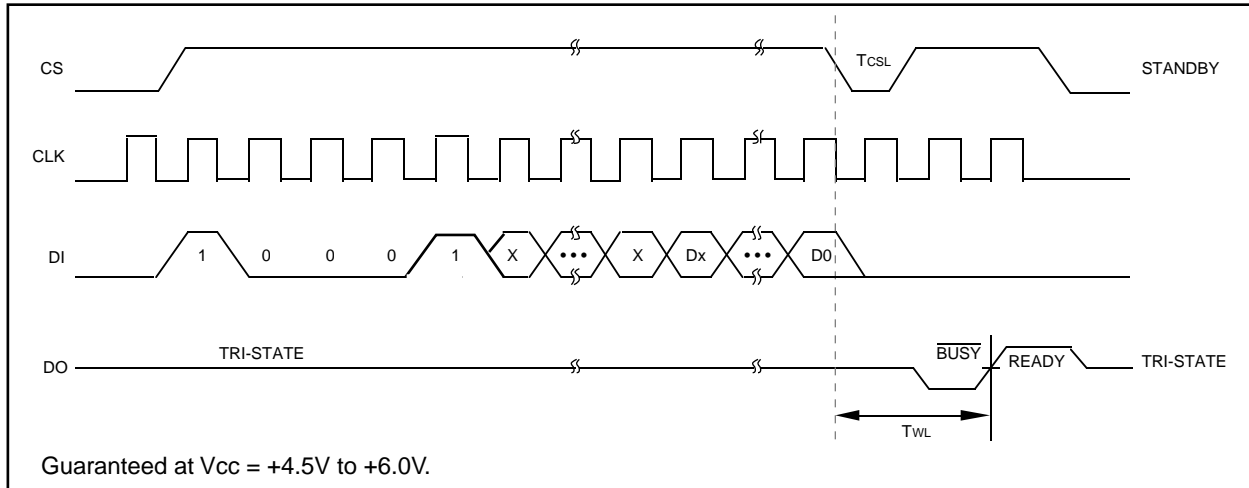 CS TCSL STANDBY
CLK
DI 1 0 0 0 1 X ••• X Dx ••• D0
TRI-STATE BUSY READY
DO TRI-STATE
TWL
Guaranteed at Vcc = +4.5V to +6.0V.